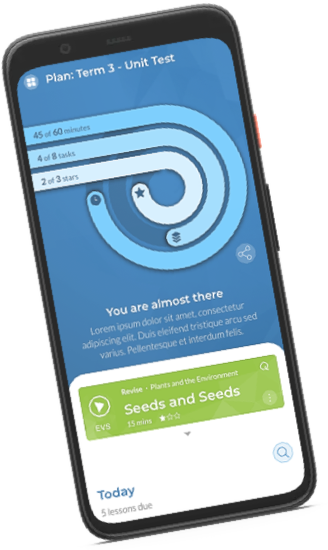 Plan: Term 3 - Unit Test
45 of 60 minutes
4 of 8 tasks
2 of 3 stars
You are almost there
Lorem ipsum dolor sit amet, consectetur
adipiscing elit. Duis eleifend tristique arcu sed
varius. Pellentesque et interdum felis.
Revise - Plants and the Environment
Seeds and Seeds
EVS
15 mins
Today
5 lessons due